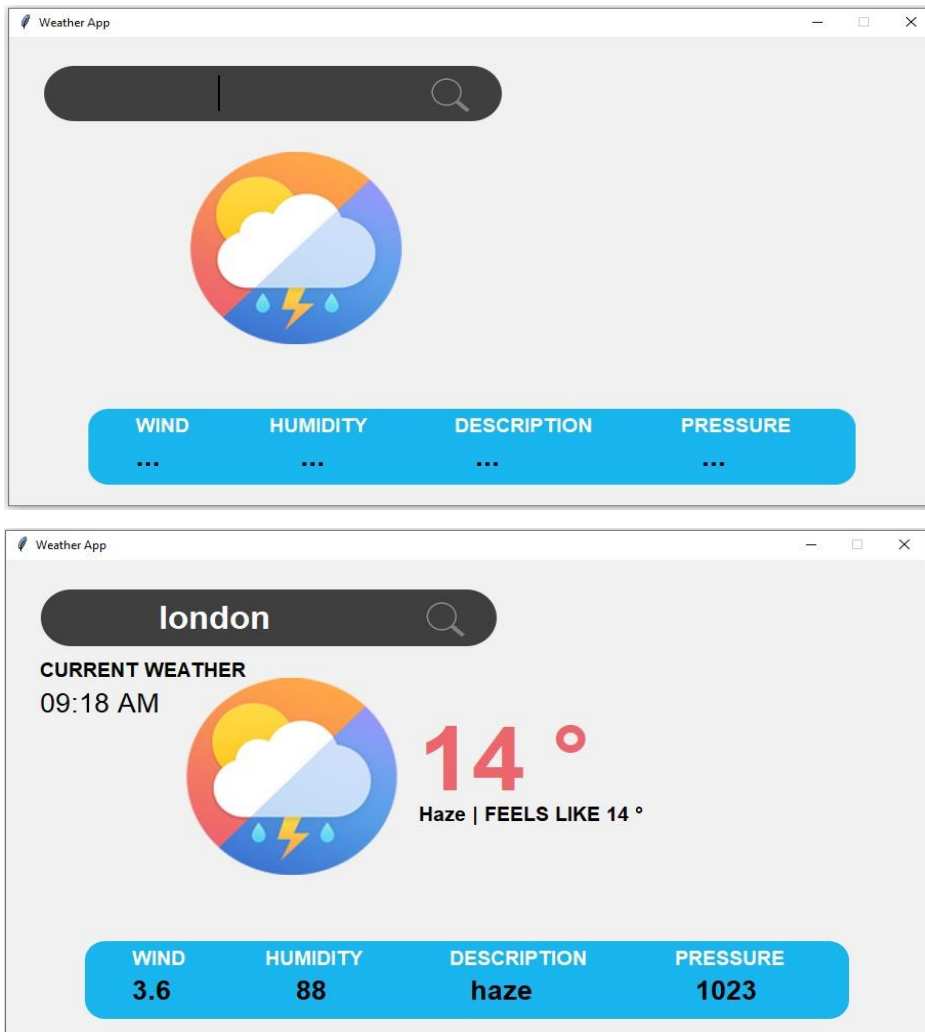 Weather App
WIND HUMIDITY DESCRIPTION PRESSURE
... ... ... ...
Weather App
london
CURRENT WEATHER
09:18 AM
14 °
Haze | FEELS LIKE 14 °
WIND HUMIDITY DESCRIPTION PRESSURE
3.6 88 haze 1023